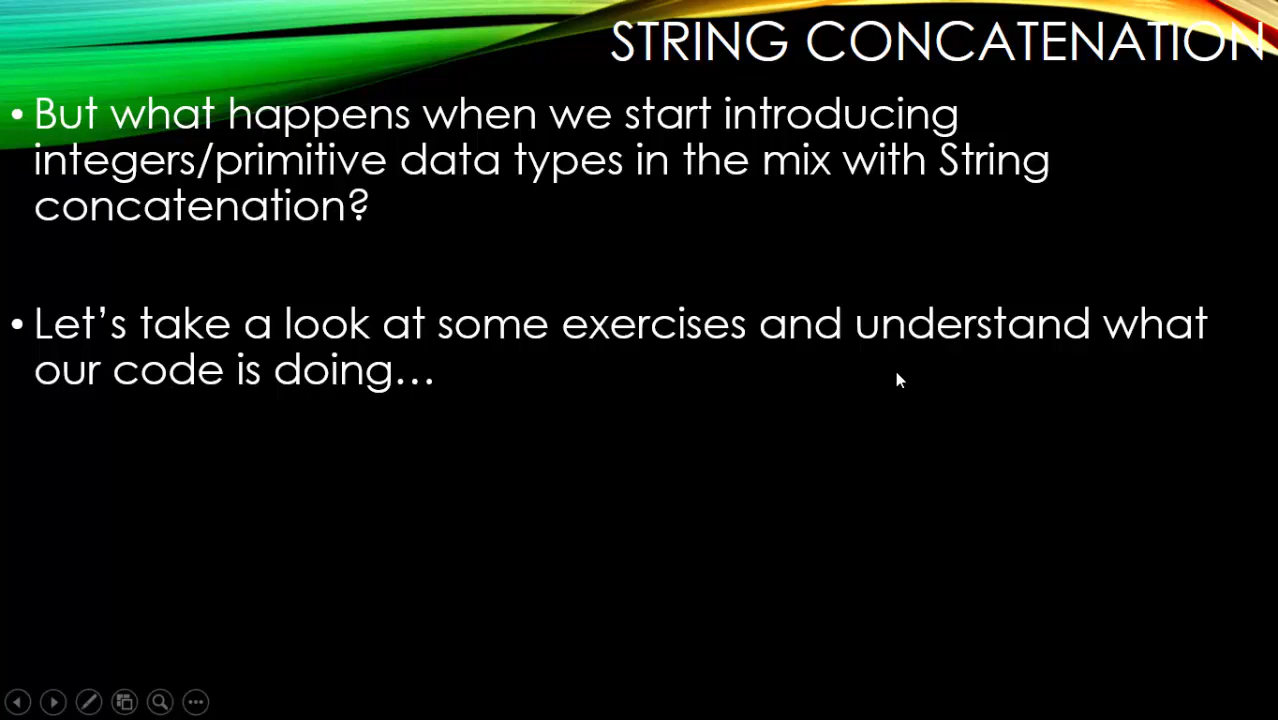 STRING CONCATENATION
• But what happens when we start introducing
integers/primitive data types in the mix with String
concatenation?
• Let’s take a look at some exercises and understand what
our code is doing…